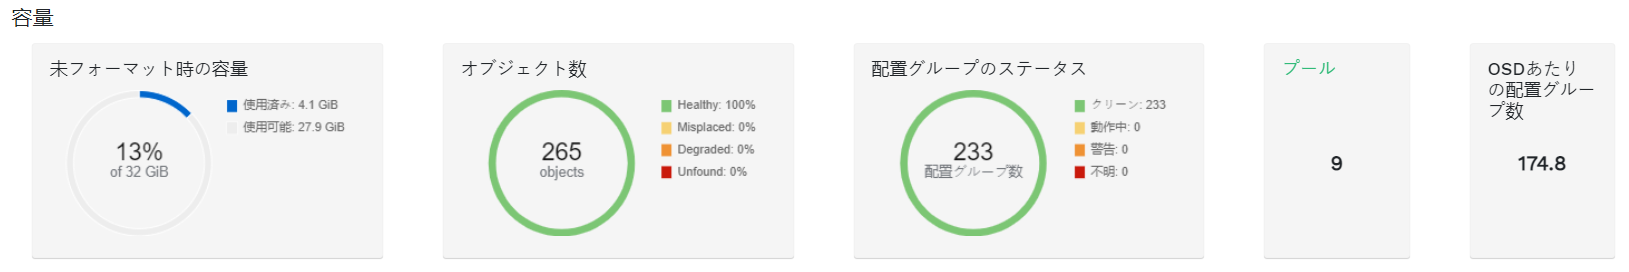 容量
未フォーマット時の容量
13%
of 32 GiB
使用済み: 4.1 GiB
使用可能: 27.9 GiB
オブジェクト数
265
objects
Healthy: 100%
Misplaced: 0%
Degraded: 0%
Unfound: 0%
配置グループのステータス
233
配置グループ数
クリーン: 233
動作中: 0
警告: 0
不明: 0
プール
9
OSDあたり
の配置グルー
プ数
174.8